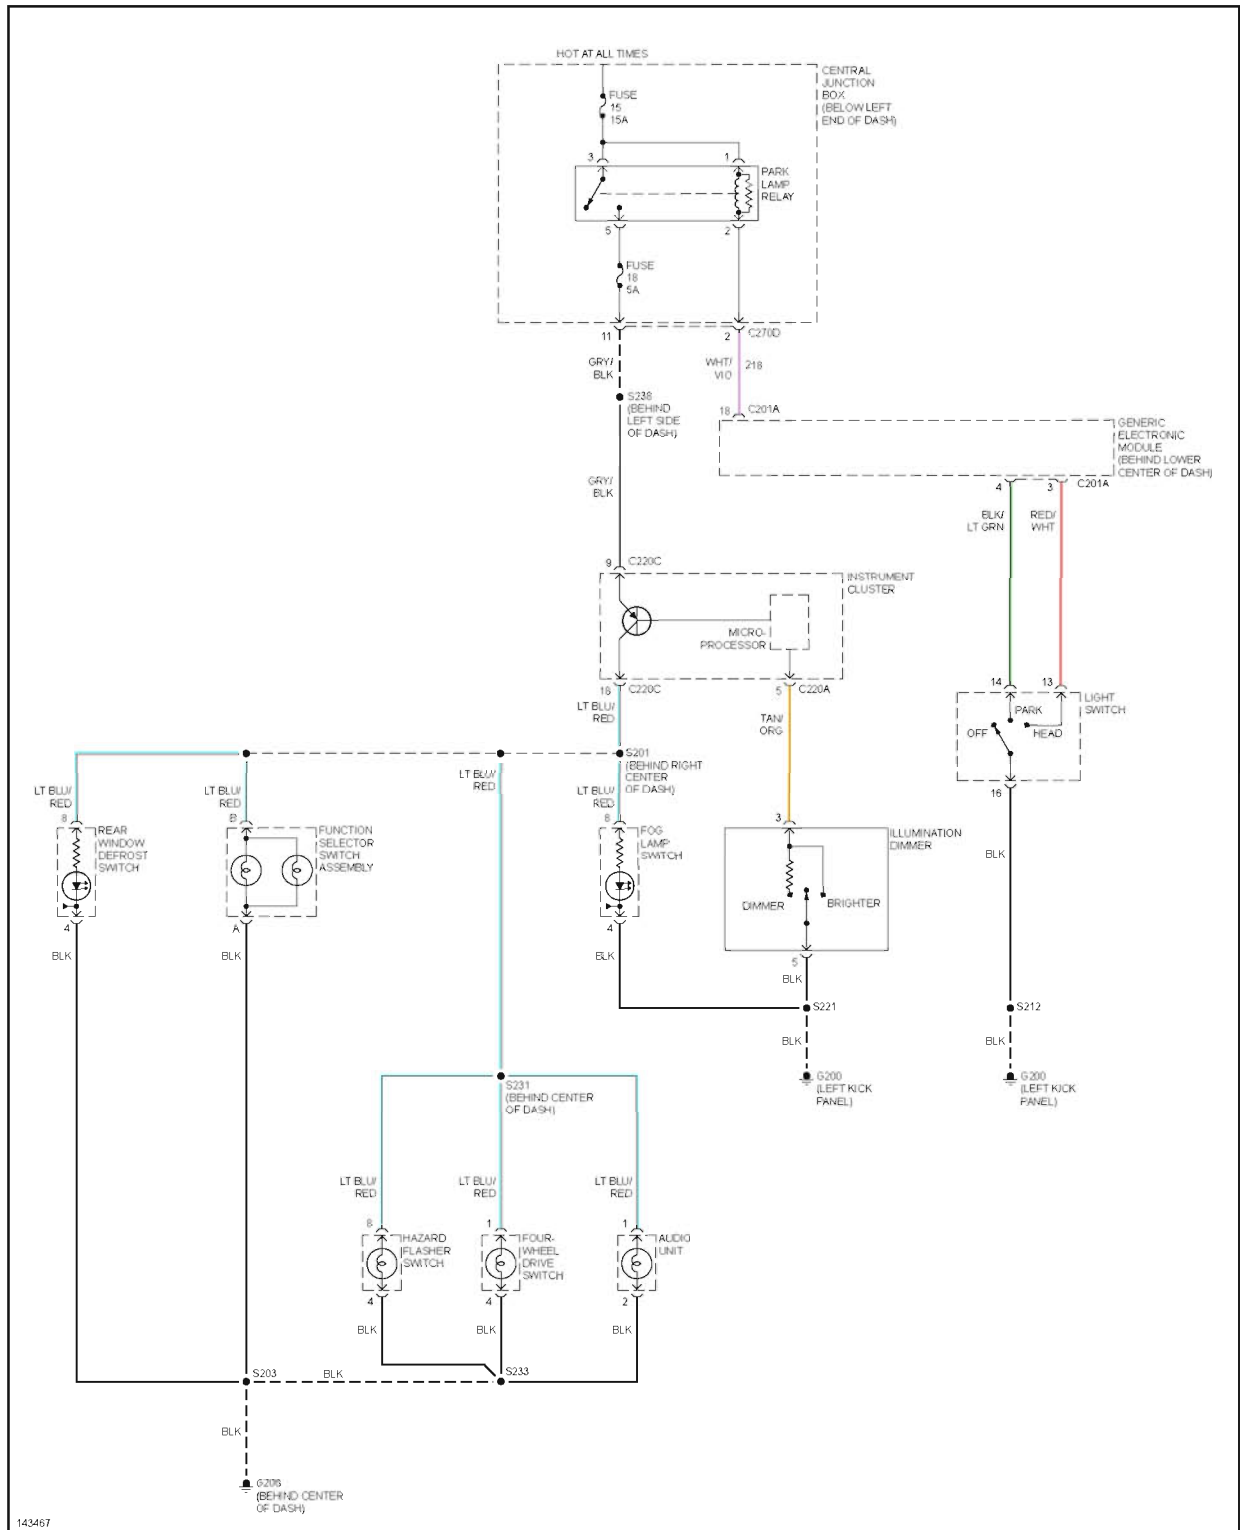 HOT AT ALL TIMES
CENTRAL
JUNCTION
BOX
(BELOW LEFT
END OF DASH)
FUSE
15
15A
3
1
PARK
LAMP
RELAY
5
2
FUSE
18
5A
11
2
C270D
GRY/
BLK
WHT/
VIO
218
S238
(BEHIND
LEFT SIDE
OF DASH)
18
C201A
GENERIC
ELECTRONIC
MODULE
(BEHIND LOWER
CENTER OF DASH)
GRY/
BLK
4
3
C201A
BLK/
LT GRN
RED/
WHT
9
C220C
INSTRUMENT
CLUSTER
MICRO-
PROCESSOR
16
C220C
5
C220A
LT BLU/
RED
TAN/
ORG
14
13
LIGHT
SWITCH
PARK
OFF
HEAD
16
S201
(BEHIND RIGHT
CENTER
OF DASH)
LT BLU/
RED
LT BLU/
RED
LT BLU/
RED
LT BLU/
RED
8
REAR
WINDOW
DEFROST
SWITCH
4
B
FUNCTION
SELECTOR
SWITCH
ASSEMBLY
A
8
FOG
LAMP
SWITCH
4
3
ILLUMINATION
DIMMER
DIMMER
BRIGHTER
5
BLK
BLK
BLK
BLK
BLK
BLK
S221
S212
BLK
BLK
G200
(LEFT KICK
PANEL)
G200
(LEFT KICK
PANEL)
S231
(BEHIND CENTER
OF DASH)
LT BLU/
RED
LT BLU/
RED
LT BLU/
RED
8
HAZARD
FLASHER
SWITCH
4
1
FOUR-
WHEEL
DRIVE
SWITCH
4
1
AUDIO
UNIT
2
BLK
BLK
BLK
S203
BLK
S233
BLK
(BEHIND CENTER
OF DASH)
143467